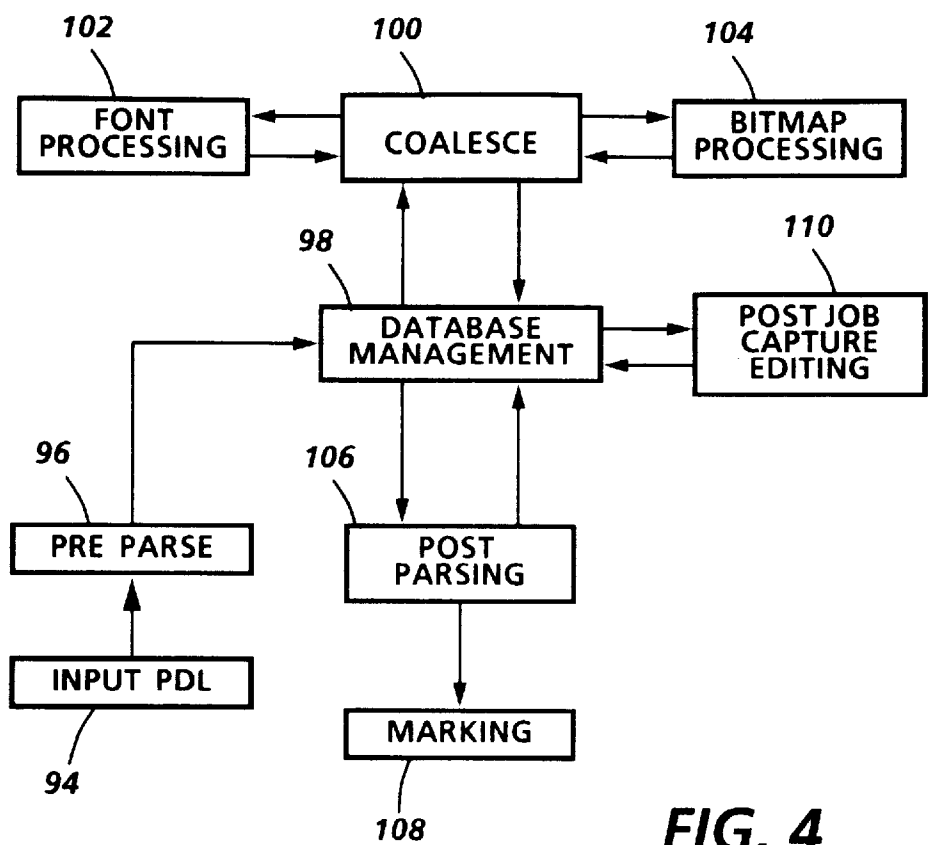 102
100
104
FONT
PROCESSING
COALESCE
BITMAP
PROCESSING
98
110
DATABASE
MANAGEMENT
POST JOB
CAPTURE
EDITING
96
106
PRE PARSE
POST
PARSING
INPUT PDL
MARKING
94
108
FIG. 4